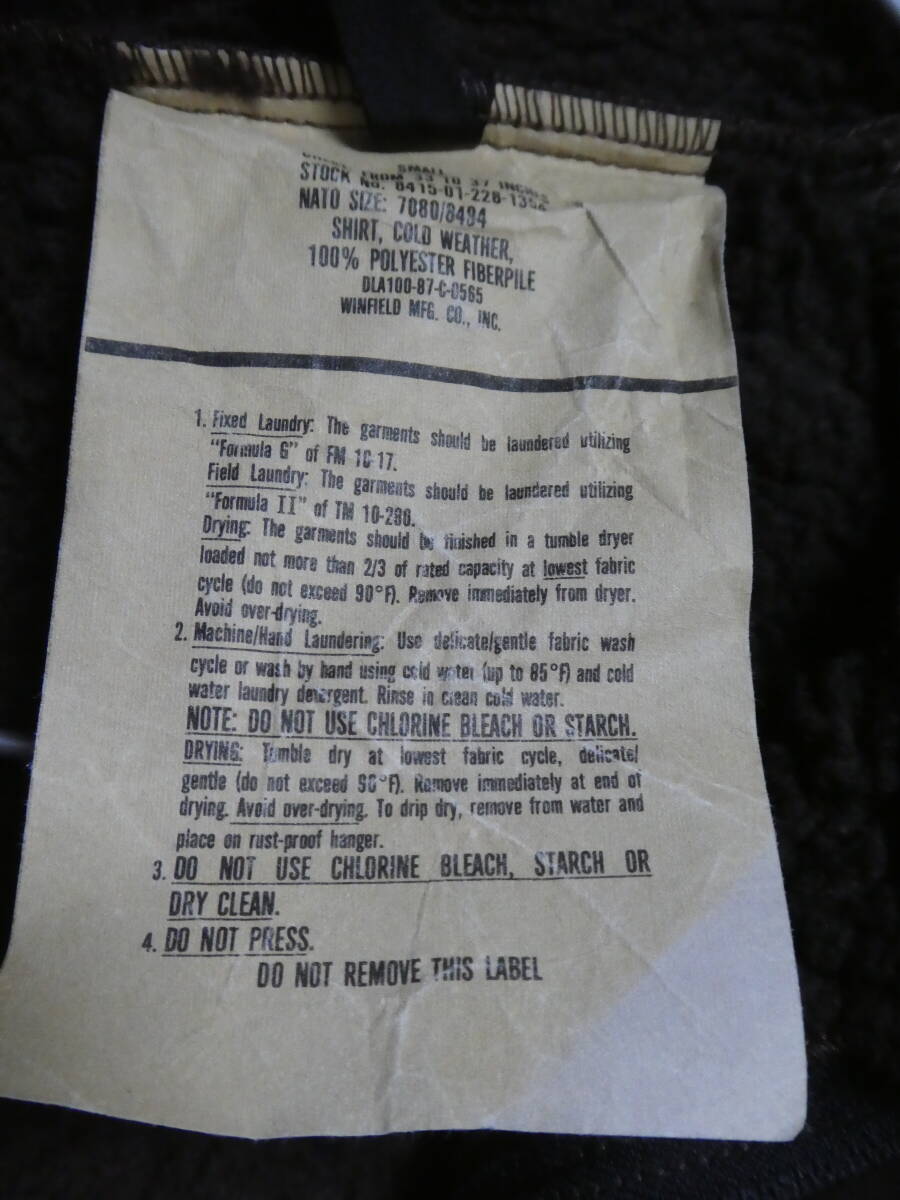 SMALL
FROM 33 TO 37 INCHES
STOCK No. 8415-01-228-
NATO SIZE: 7080/8494
SHIRT, COLD WEATHER,
100% POLYESTER FIBERPILE
DLA100-87-C-0565
WINFIELD MFG. CO., INC.
1. Fixed Laundry: The garments should be laundered utilizing
"Formula G" of FM 10-17.
Field Laundry: The garments should be laundered utilizing
"Formula II" of TM 10-280.
Drying: The garments should be finished in a tumble dryer
loaded not more than 2/3 of rated capacity at lowest fabric
cycle (do not exceed 90°F). Remove immediately from dryer.
Avoid over-drying.
2. Machine/Hand Laundering: Use delicate/gentle fabric wash
cycle or wash by hand using cold water (up to 85°F) and cold
water laundry detergent. Rinse in clean cold water.
NOTE: DO NOT USE CHLORINE BLEACH OR STARCH.
DRYING: Tumble dry at lowest fabric cycle, delicate/
gentle (do not exceed 90°F). Remove immediately at end of
drying. Avoid over-drying. To drip dry, remove from water and
place on rust-proof hanger.
3. DO NOT USE CHLORINE BLEACH, STARCH OR
DRY CLEAN.
4. DO NOT PRESS.
DO NOT REMOVE THIS LABEL